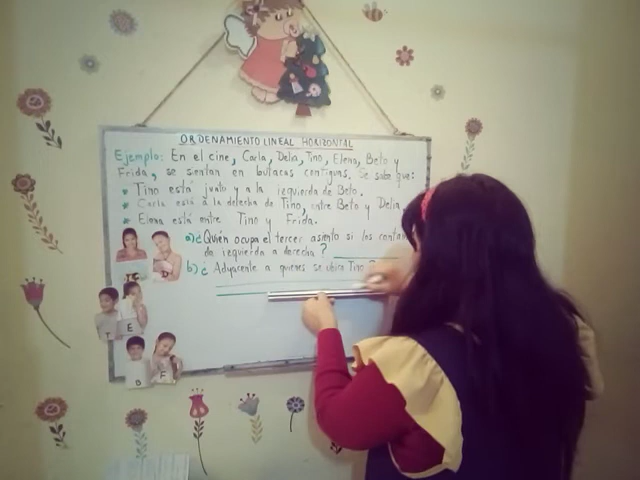 ORDENAMIENTO LINEAL HORIZONTAL
Ejemplo: En el cine, Carla, Delia, Tino, Elena, Beto y
Frida, se sientan en butacas contiguas. Se sabe que:
Tino está junto y a la izquierda de Beto.
Carla está a la derecha de Tino, entre Beto y Delia.
Elena está entre Tino y Frida.
a) ¿Quién ocupa el tercer asiento si los
de izquierda a derecha?
b) ¿ Adyacente a quienes se ubica Tino
C
D
T
E
B
F